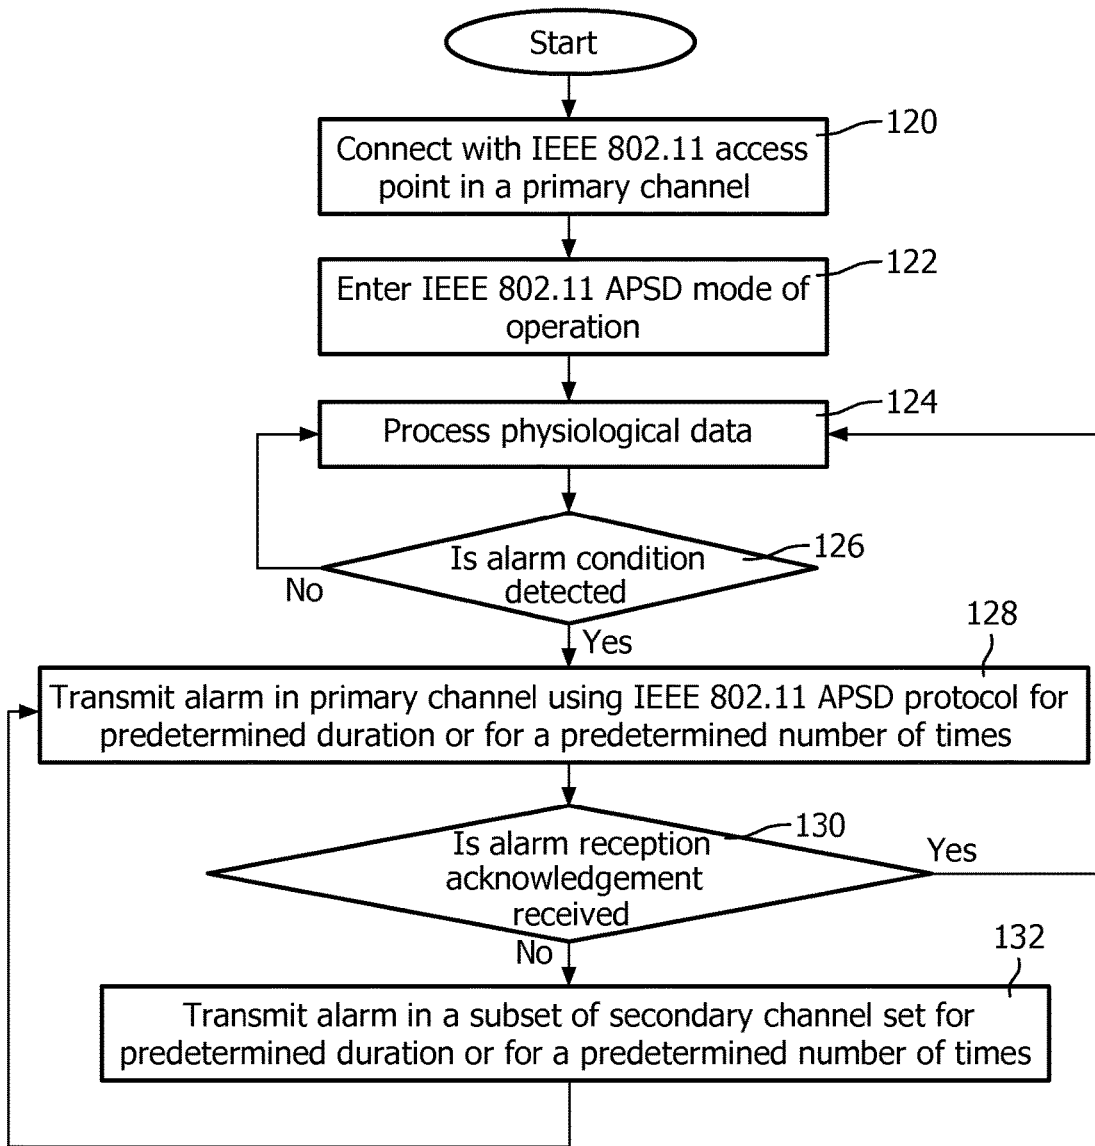 Start
120
Connect with IEEE 802.11 access
point in a primary channel
122
Enter IEEE 802.11 APSD mode of
operation
124
Process physiological data
126
Is alarm condition
detected
No
Yes
128
Transmit alarm in primary channel using IEEE 802.11 APSD protocol for
predetermined duration or for a predetermined number of times
130
Is alarm reception
acknowledgement
received
Yes
No
132
Transmit alarm in a subset of secondary channel set for
predetermined duration or for a predetermined number of times